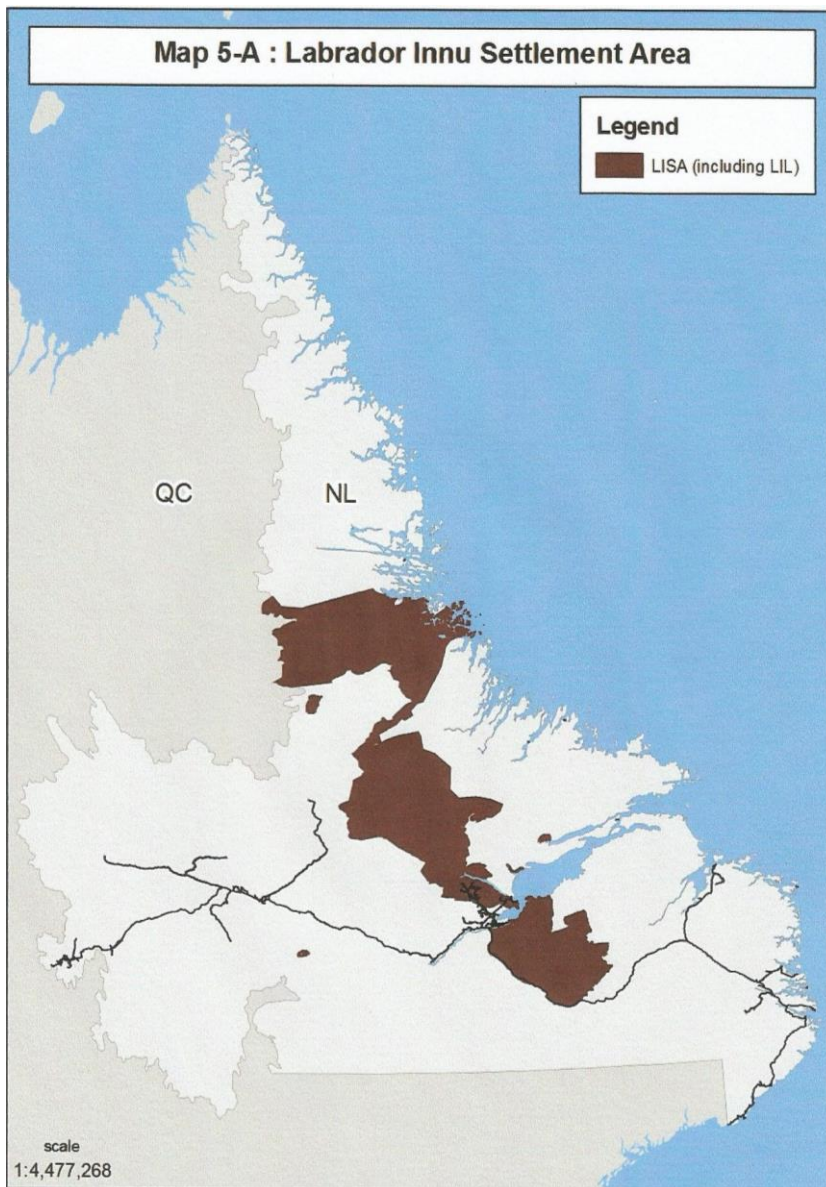 Map 5-A : Labrador Innu Settlement Area
Legend
LISA (including LIL)
QC
NL
scale
1:4,477,268